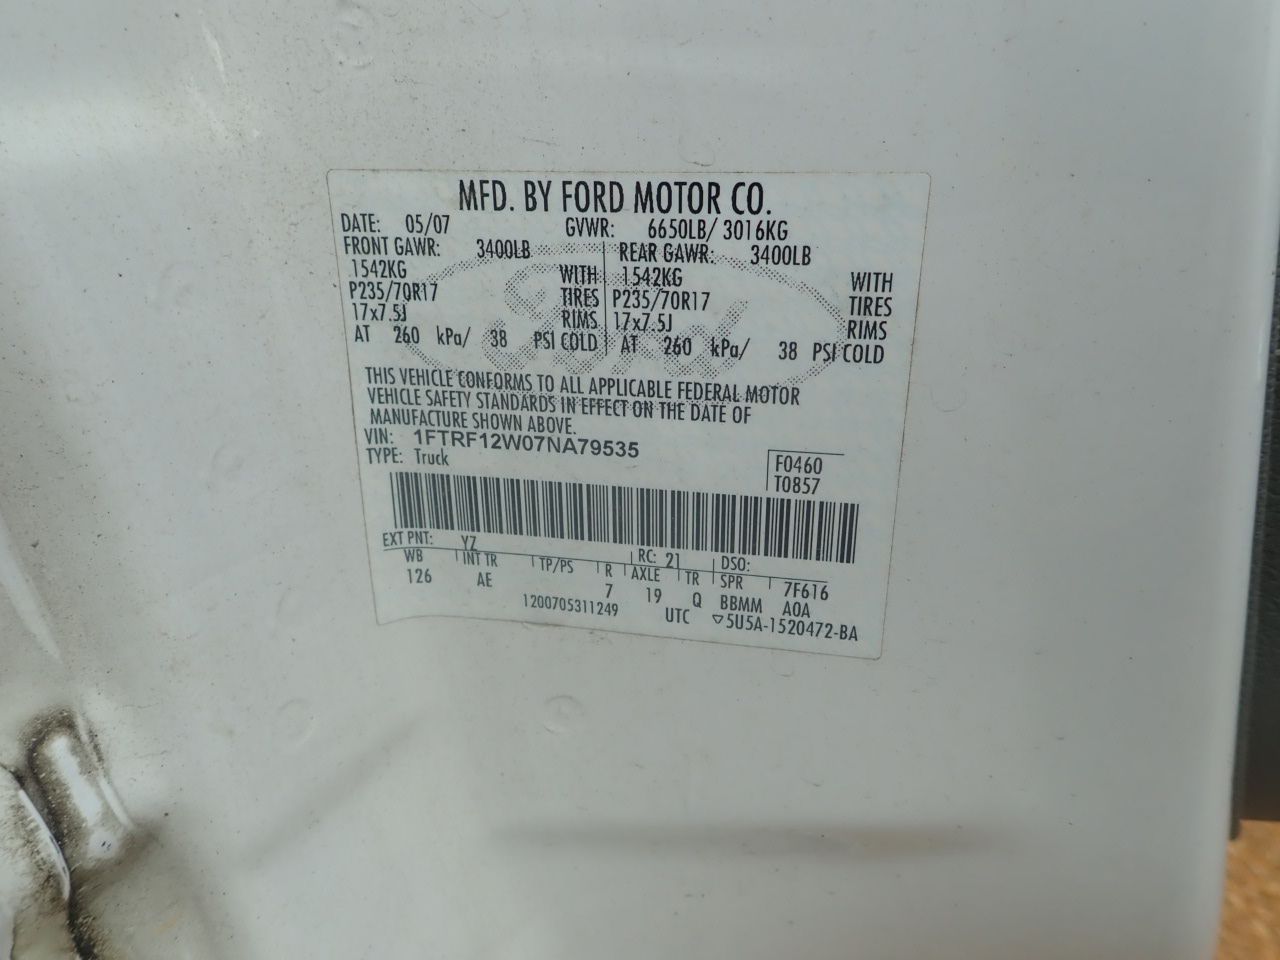 MFD. BY FORD MOTOR CO.
DATE: 05/07 GVWR: 6650LB/ 3016KG
FRONT GAWR: 3400LB REAR GAWR: 3400LB
1542KG WITH 1542KG WITH
P235/70R17 TIRES P235/70R17 TIRES
17x7.5J RIMS 17x7.5J RIMS
AT 260 kPa/ 38 PSI COLD AT 260 kPa/ 38 PSI COLD
THIS VEHICLE CONFORMS TO ALL APPLICABLE FEDERAL MOTOR
VEHICLE SAFETY STANDARDS IN EFFECT ON THE DATE OF
MANUFACTURE SHOWN ABOVE.
VIN: 1FTRF12W07NA79535
TYPE: Truck F0460
T0857
EXT PNT: YZ RC: 21 DSO:
WB INT TR TP/PS R AXLE TR SPR 7F616
126 AE 7 19 Q BBMM A0A
1200705311249 UTC ▽5U5A-1520472-BA
Ford